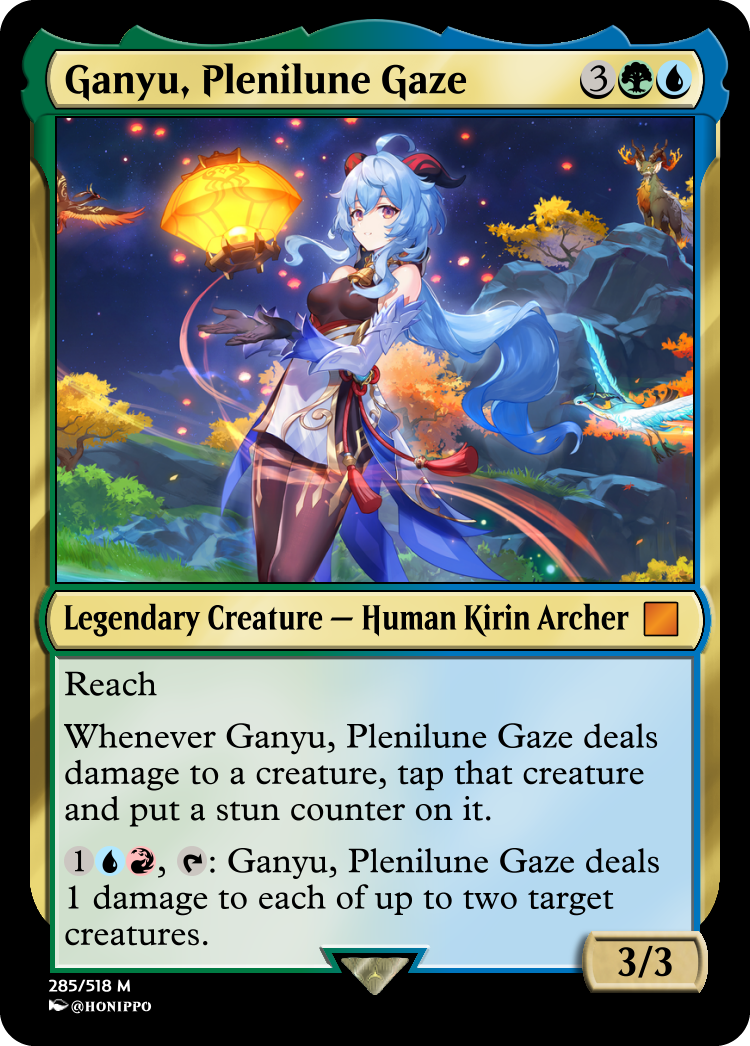 Ganyu, Plenilune Gaze 3
Legendary Creature — Human Kirin Archer
Reach
Whenever Ganyu, Plenilune Gaze deals
damage to a creature, tap that creature
and put a stun counter on it.
1 , : Ganyu, Plenilune Gaze deals
1 damage to each of up to two target
creatures.
3/3
285/518 M
@HONIPPO